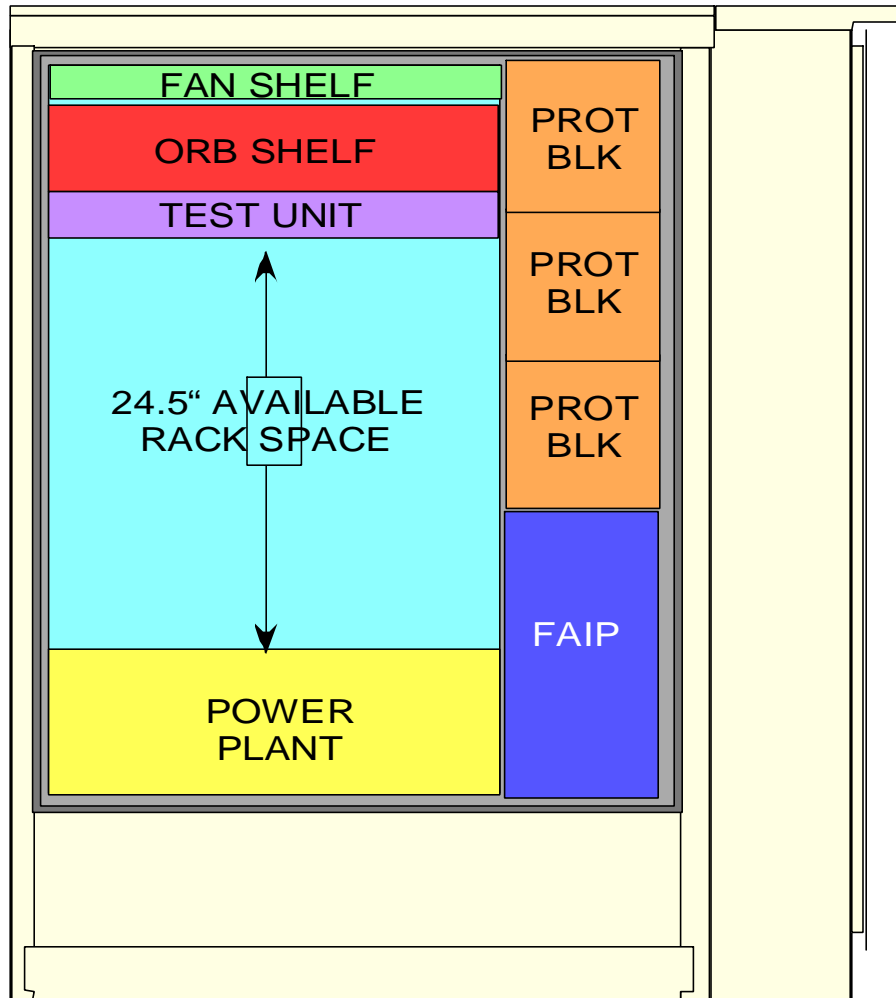 FAN SHELF
ORB SHELF
TEST UNIT
24.5“ AVAILABLE
RACK SPACE
POWER
PLANT
PROT
BLK
PROT
BLK
PROT
BLK
FAIP